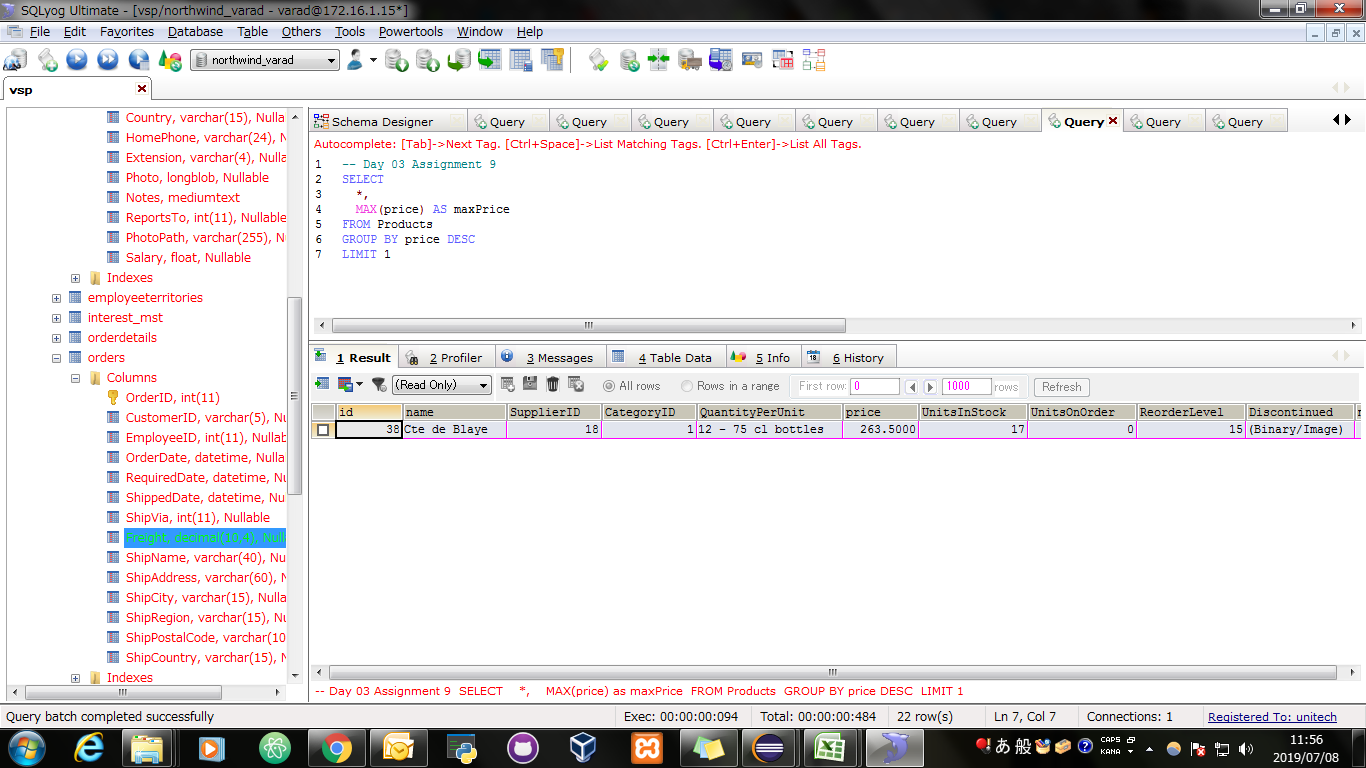 SQLyog Ultimate - [vsp/northwind_varad - varad@172.16.1.15*]
File Edit Favorites Database Table Others Tools Powertools Window Help
northwind_varad
vsp
Country, varchar(15), Nulla
HomePhone, varchar(24), N
Extension, varchar(4), Nulla
Photo, longblob, Nullable
Notes, mediumtext
ReportsTo, int(11), Nullable
PhotoPath, varchar(255), Nu
Salary, float, Nullable
Indexes
employeeterritories
interest_mst
orderdetails
orders
Columns
OrderID, int(11)
CustomerID, varchar(5), Nu
EmployeeID, int(11), Nullab
OrderDate, datetime, Nullab
RequiredDate, datetime, Nu
ShippedDate, datetime, Nu
ShipVia, int(11), Nullable
Freight, decimal(10,4), Null
ShipName, varchar(40), Nu
ShipAddress, varchar(60), N
ShipCity, varchar(15), Nulla
ShipRegion, varchar(15), Nu
ShipPostalCode, varchar(10
ShipCountry, varchar(15), N
Indexes
Schema Designer Query Query Query Query Query Query Query Query Query Query
Autocomplete: [Tab]->Next Tag. [Ctrl+Space]->List Matching Tags. [Ctrl+Enter]->List All Tags.
1 -- Day 03 Assignment 9
2 SELECT
3 *,
4 MAX(price) AS maxPrice
5 FROM Products
6 GROUP BY price DESC
7 LIMIT 1
1 Result 2 Profiler 3 Messages 4 Table Data 5 Info 6 History
(Read Only) All rows Rows in a range First row: 0 1000 rows Refresh
id name SupplierID CategoryID QuantityPerUnit price UnitsInStock UnitsOnOrder ReorderLevel Discontinued
38 Cte de Blaye 18 1 12 - 75 cl bottles 263.5000 17 0 15 (Binary/Image)
-- Day 03 Assignment 9 SELECT *, MAX(price) as maxPrice FROM Products GROUP BY price DESC LIMIT 1
Query batch completed successfully Exec: 00:00:00:094 Total: 00:00:00:484 22 row(s) Ln 7, Col 7 Connections: 1 Registered To: unitech
あ 般 CAPS KANA
11:56
2019/07/08